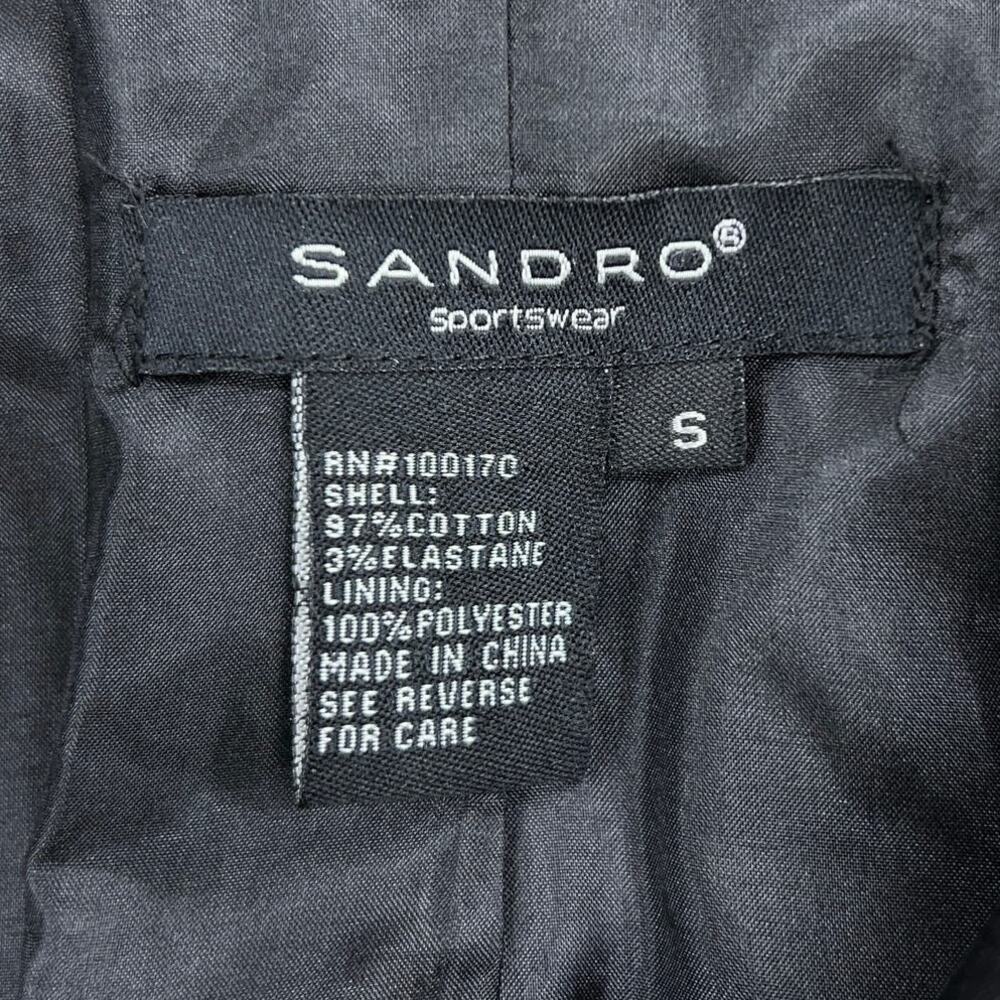 SANDRO®
Sportswear
S
RN#100170
SHELL:
97%COTTON
3%ELASTANE
LINING:
100%POLYESTER
MADE IN CHINA
SEE REVERSE
FOR CARE